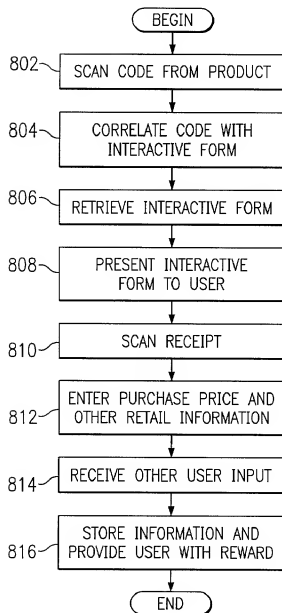 BEGIN
802
SCAN CODE FROM PRODUCT
804
CORRELATE CODE WITH
INTERACTIVE FORM
806
RETRIEVE INTERACTIVE FORM
808
PRESENT INTERACTIVE
FORM TO USER
810
SCAN RECEIPT
812
ENTER PURCHASE PRICE AND
OTHER RETAIL INFORMATION
814
RECEIVE OTHER USER INPUT
816
STORE INFORMATION AND
PROVIDE USER WITH REWARD
END